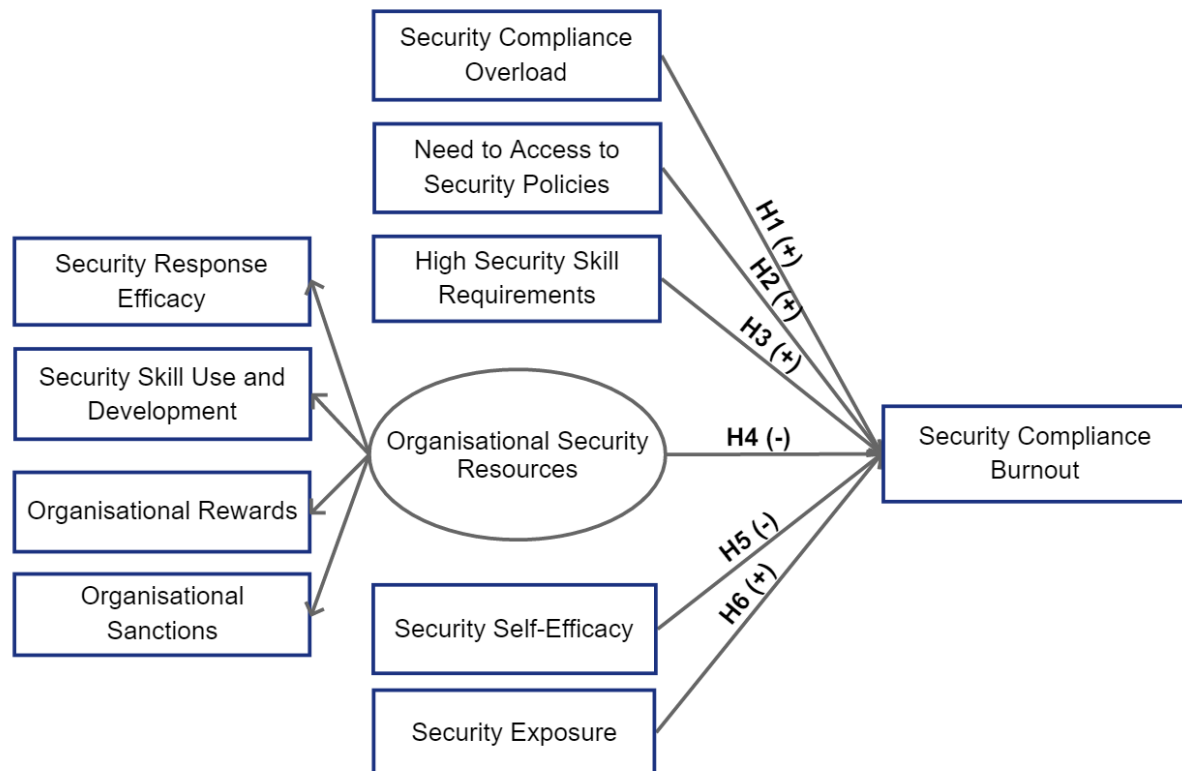 Security Compliance
Overload
Need to Access to
Security Policies
High Security Skill
Requirements
Security Response
Efficacy
Security Skill Use and
Development
Organisational Rewards
Organisational
Sanctions
Organisational Security
Resources
Security Self-Efficacy
Security Exposure
H1 (+)
H2 (+)
H3 (+)
H4 (-)
H5 (-)
H6 (+)
Security Compliance
Burnout